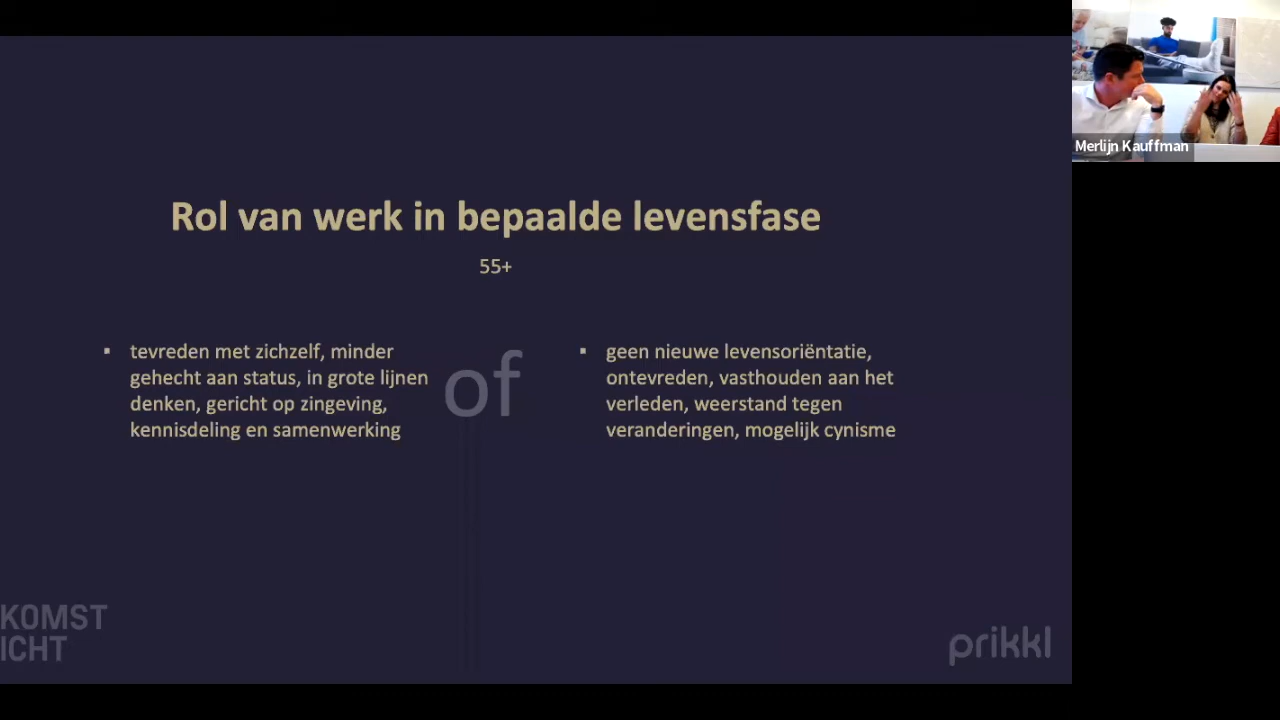 Merlijn Kauffman
Rol van werk in bepaalde levensfase
55+
▪ tevreden met zichzelf, minder
gehecht aan status, in grote lijnen
denken, gericht op zingeving,
kennisdeling en samenwerking
of
▪ geen nieuwe levensoriëntatie,
ontevreden, vasthouden aan het
verleden, weerstand tegen
veranderingen, mogelijk cynisme
KOMST
ICHT
prikkl